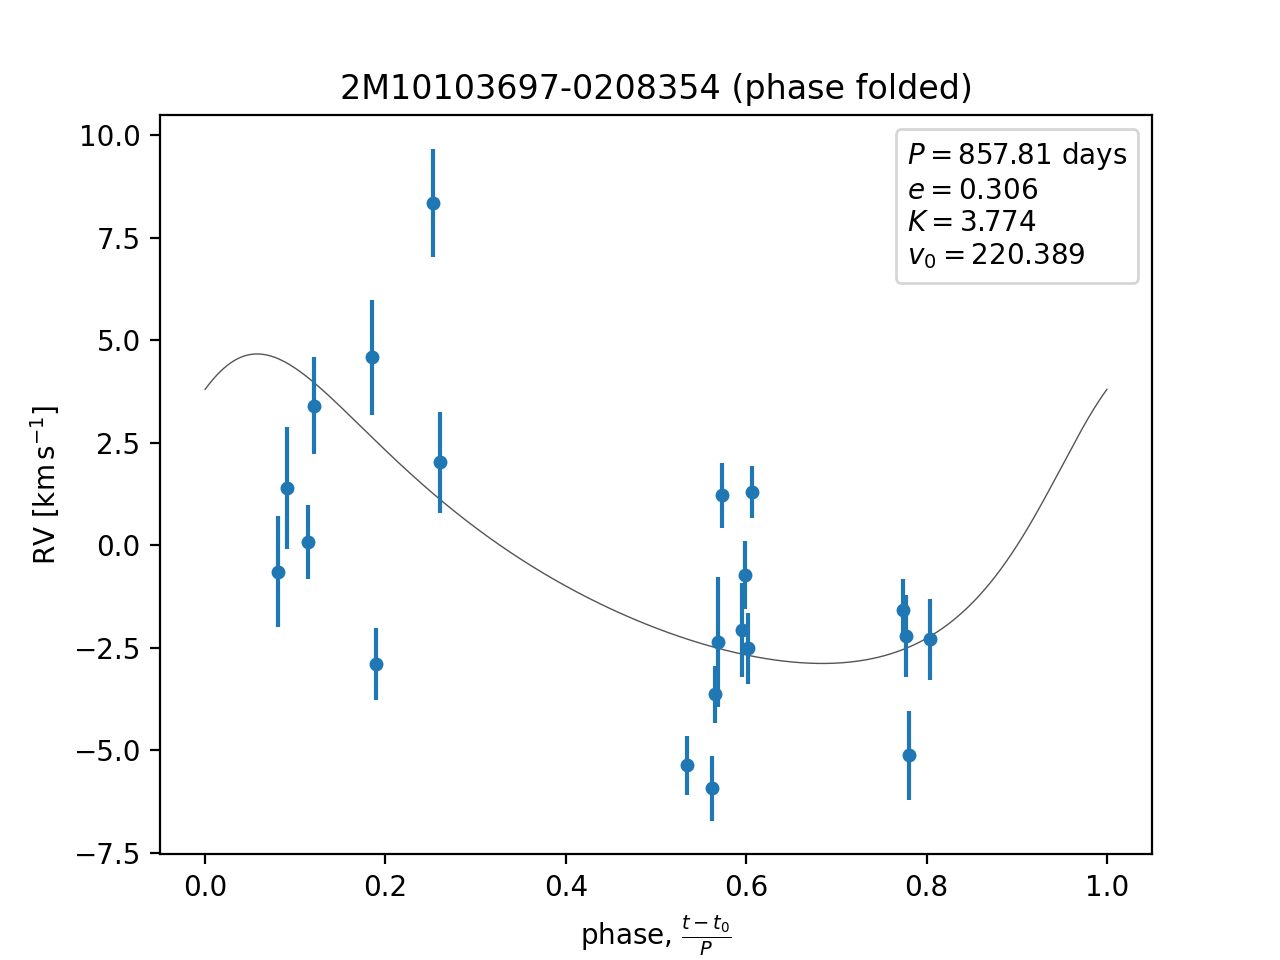 2M10103697-0208354 (phase folded)
P = 857.81 days
e = 0.306
K = 3.774
v₀ = 220.389
RV [km s⁻¹]
10.0
7.5
5.0
2.5
0.0
−2.5
−5.0
−7.5
0.0 0.2 0.4 0.6 0.8 1.0
phase, (t − t₀)/P